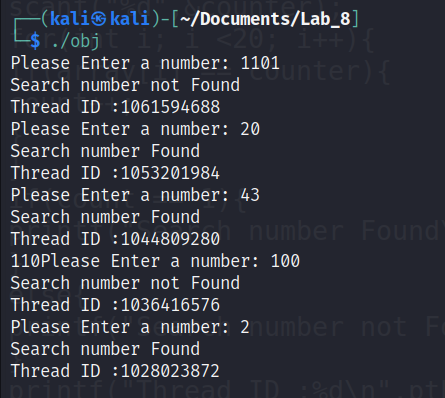 ┌──(kali㉿kali)-[~/Documents/Lab_8]
└─$ ./obj
Please Enter a number: 1101
Search number not Found
Thread ID :1061594688
Please Enter a number: 20
Search number Found
Thread ID :1053201984
Please Enter a number: 43
Search number Found
Thread ID :1044809280
110Please Enter a number: 100
Search number not Found
Thread ID :1036416576
Please Enter a number: 2
Search number Found
Thread ID :1028023872